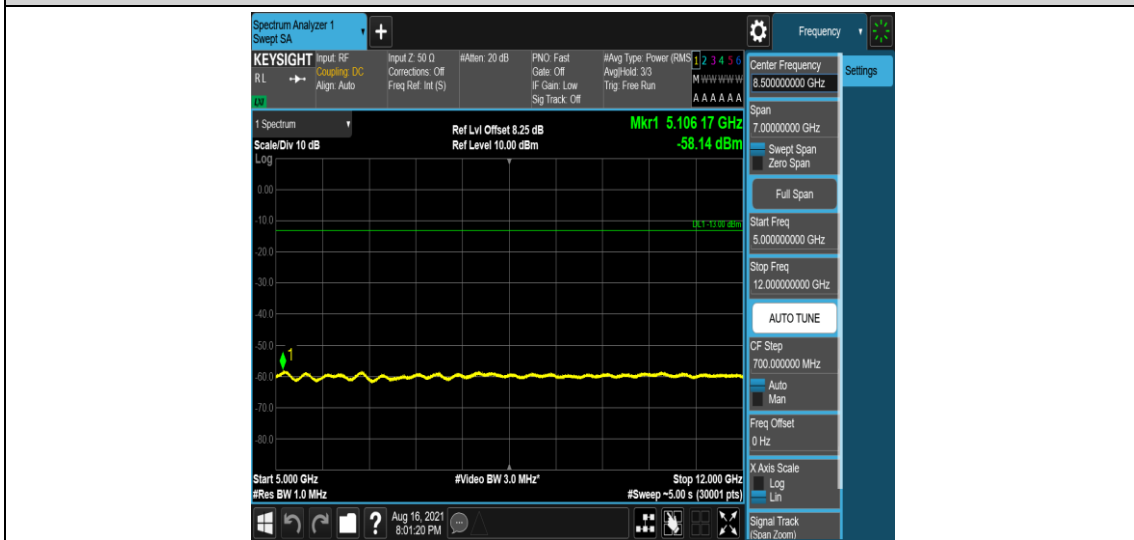 Spectrum Analyzer 1
Swept SA
+
Frequency
KEYSIGHT
RL
LXI
Input: RF
Coupling: DC
Align: Auto
Input Z: 50 Ω
Corrections: Off
Freq Ref: Int (S)
#Atten: 20 dB
PNO: Fast
Gate: Off
IF Gain: Low
Sig Track: Off
#Avg Type: Power (RMS
Avg|Hold: 3/3
Trig: Free Run
1 2 3 4 5 6
M W W W W W
A A A A A A
1 Spectrum
Scale/Div 10 dB
Log
Ref Lvl Offset 8.25 dB
Ref Level 10.00 dBm
Mkr1 5.106 17 GHz
-58.14 dBm
0.00
-10.0
DL1 -13.00 dBm
-20.0
-30.0
-40.0
-50.0
1
-60.0
-70.0
-80.0
Start 5.000 GHz
#Res BW 1.0 MHz
#Video BW 3.0 MHz*
Stop 12.000 GHz
#Sweep ~5.00 s (30001 pts)
?
Aug 16, 2021
8:01:20 PM
Center Frequency
8.500000000 GHz
Settings
Span
7.00000000 GHz
Swept Span
Zero Span
Full Span
Start Freq
5.000000000 GHz
Stop Freq
12.000000000 GHz
AUTO TUNE
CF Step
700.000000 MHz
Auto
Man
Freq Offset
0 Hz
X Axis Scale
Log
Lin
Signal Track
(Span Zoom)